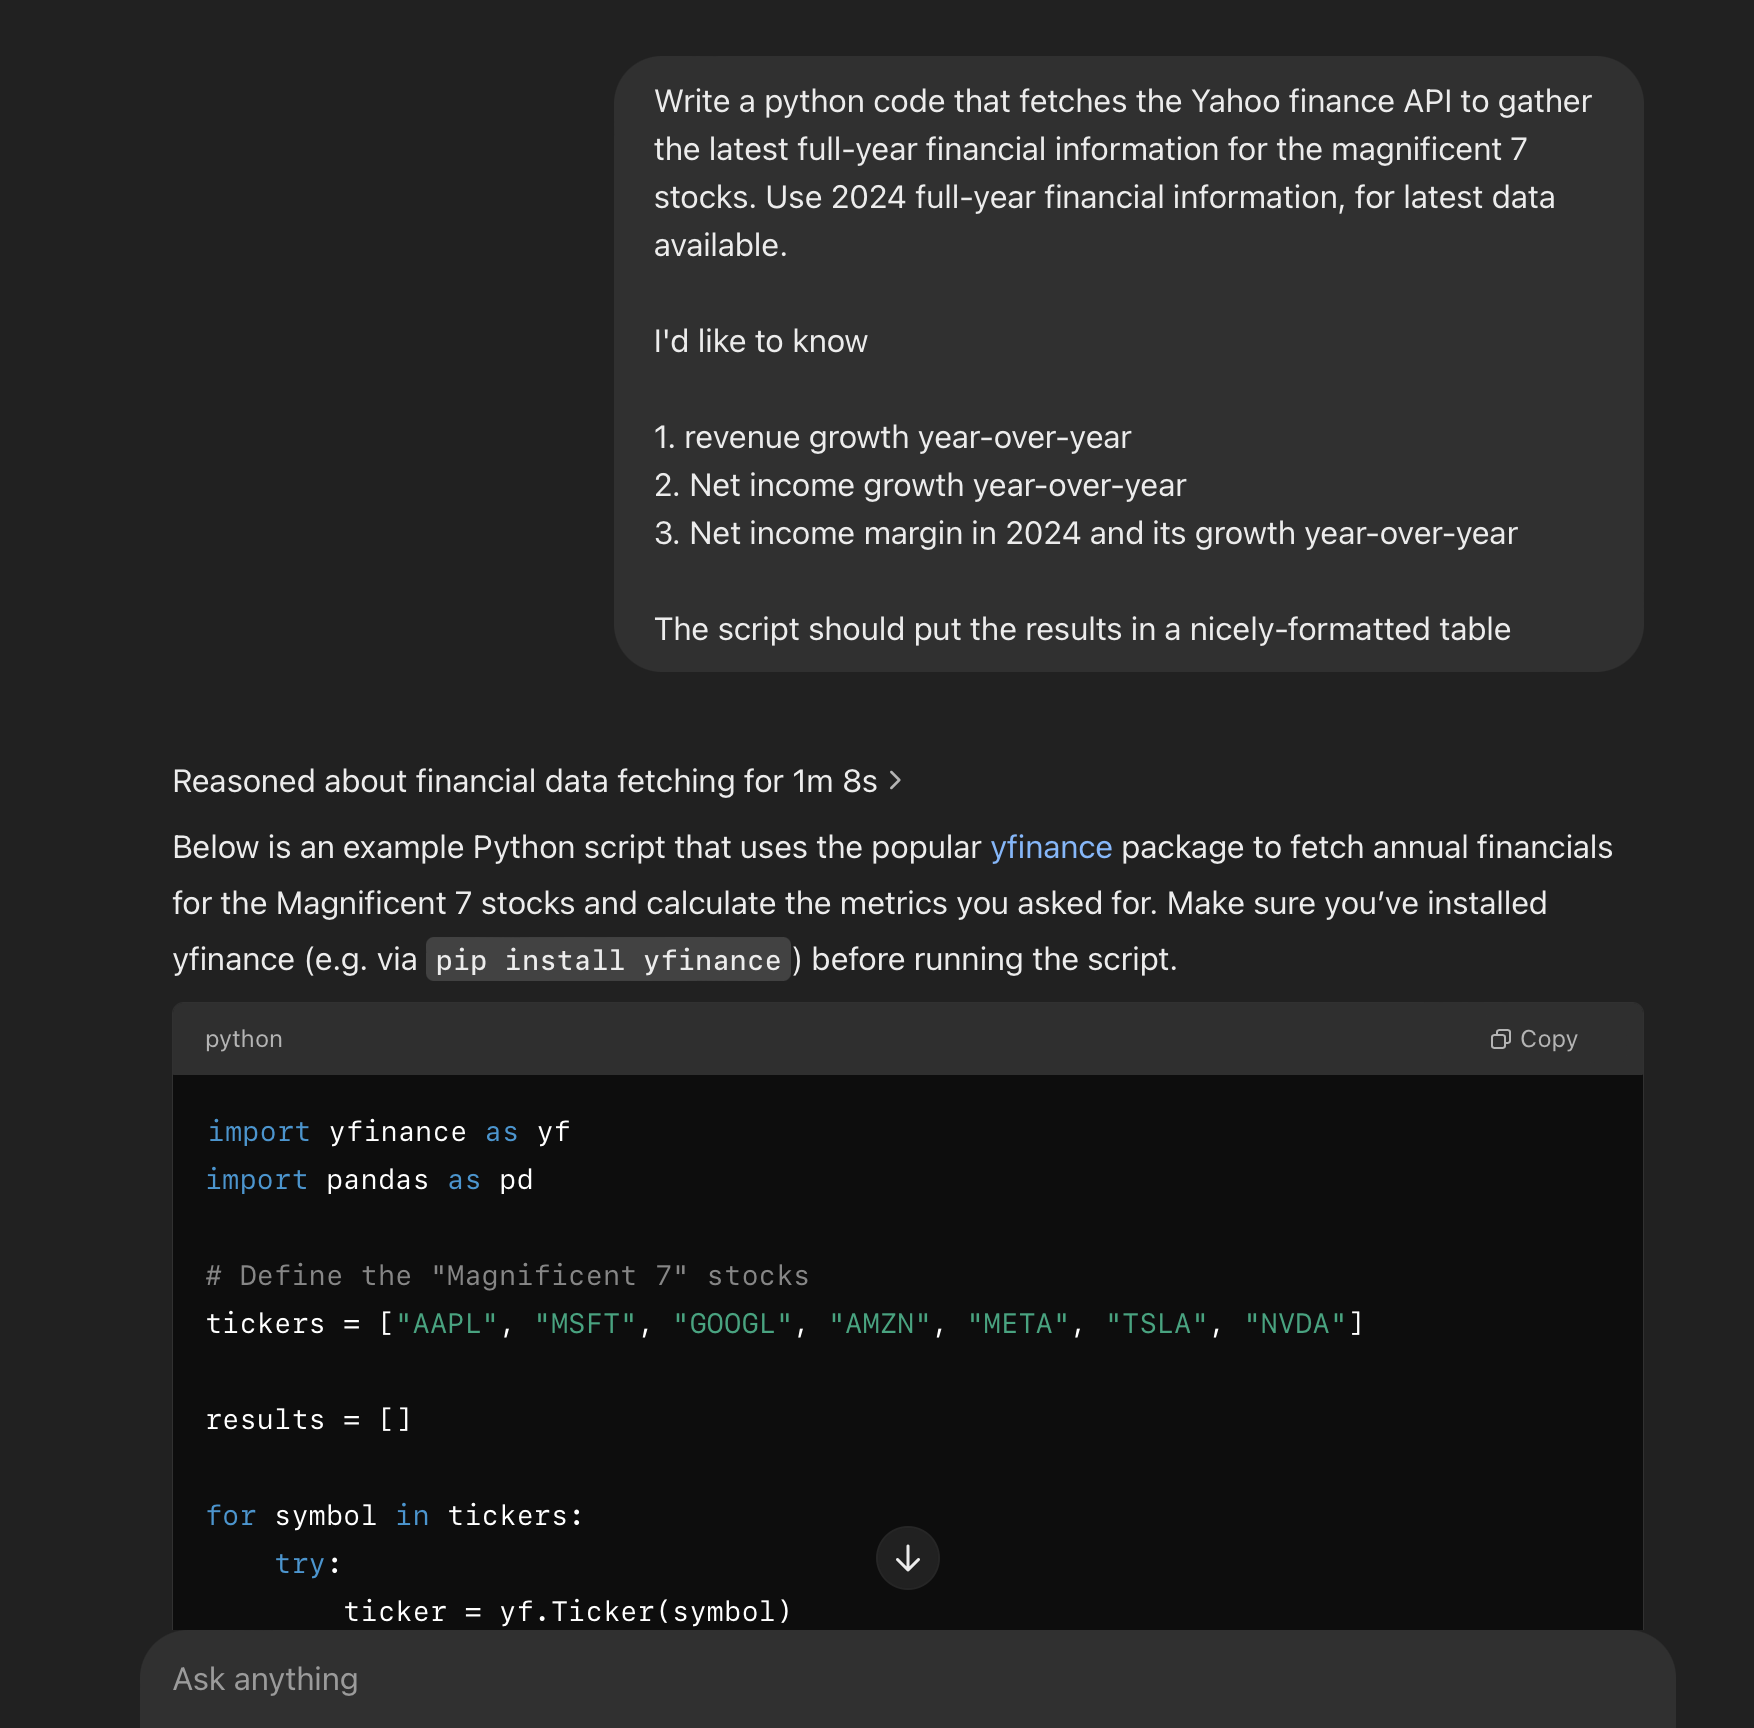 Write a python code that fetches the Yahoo finance API to gather
the latest full-year financial information for the magnificent 7
stocks. Use 2024 full-year financial information, for latest data
available.
I'd like to know
1. revenue growth year-over-year
2. Net income growth year-over-year
3. Net income margin in 2024 and its growth year-over-year
The script should put the results in a nicely-formatted table
Reasoned about financial data fetching for 1m 8s >
Below is an example Python script that uses the popular yfinance package to fetch annual financials
for the Magnificent 7 stocks and calculate the metrics you asked for. Make sure you’ve installed
yfinance (e.g. via pip install yfinance) before running the script.
python Copy
import yfinance as yf
import pandas as pd
# Define the "Magnificent 7" stocks
tickers = ["AAPL", "MSFT", "GOOGL", "AMZN", "META", "TSLA", "NVDA"]
results = []
for symbol in tickers:
    try:
        ticker = yf.Ticker(symbol)
Ask anything